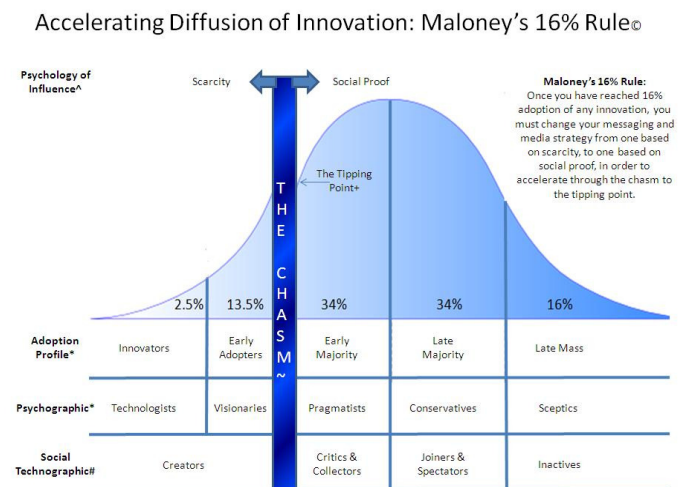 Accelerating Diffusion of Innovation: Maloney's 16% Rule©
Psychology of
Influence^
Scarcity
Social Proof
Maloney's 16% Rule:
Once you have reached 16%
adoption of any innovation, you
must change your messaging and
media strategy from one based
on scarcity, to one based on
social proof, in order to
accelerate through the chasm to
the tipping point.
The Tipping
Point+
THE CHASM~
2.5%
13.5%
34%
34%
16%
Adoption
Profile*
Innovators
Early
Adopters
Early
Majority
Late
Majority
Late Mass
Psychographic*
Technologists
Visionaries
Pragmatists
Conservatives
Sceptics
Social
Technographic#
Creators
Critics &
Collectors
Joiners &
Spectators
Inactives